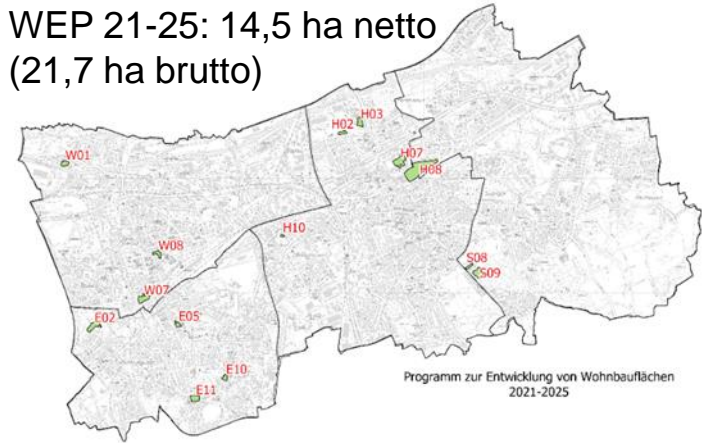 WEP 21-25: 14,5 ha netto
(21,7 ha brutto)
H03
H02
W01
H07
H08
H10
W08
S08
S09
W07
E02
E05
E10
E11
Programm zur Entwicklung von Wohnbauflächen
2021-2025